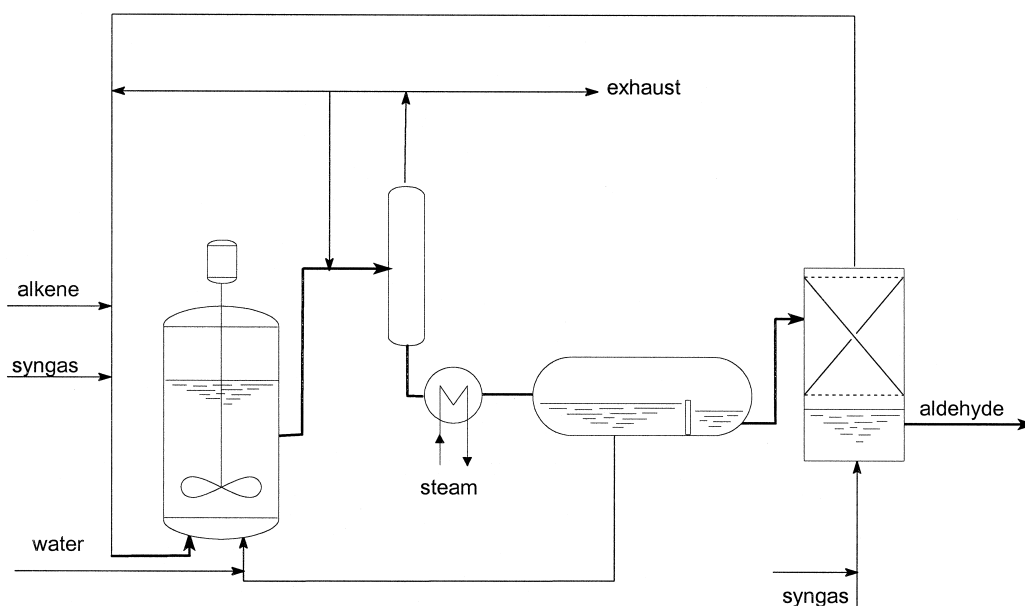 exhaust
alkene
syngas
aldehyde
steam
water
syngas